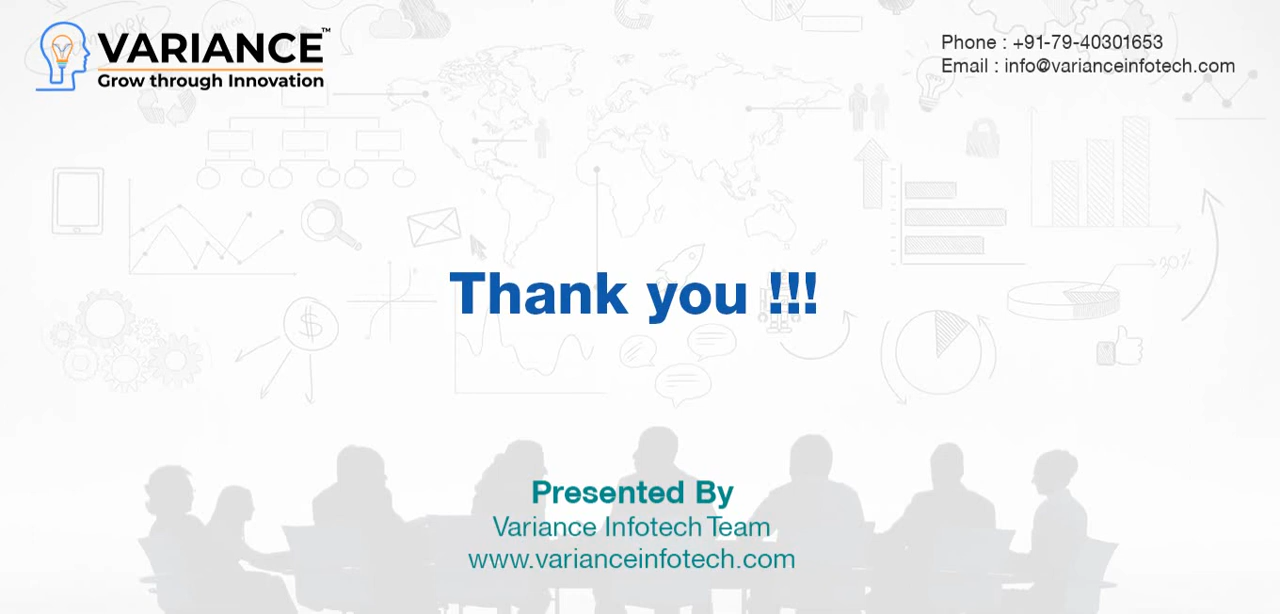 VARIANCE™
Grow through Innovation
Phone : +91-79-40301653
Email : info@varianceinfotech.com
30%
Thank you !!!
Presented By
Variance Infotech Team
www.varianceinfotech.com